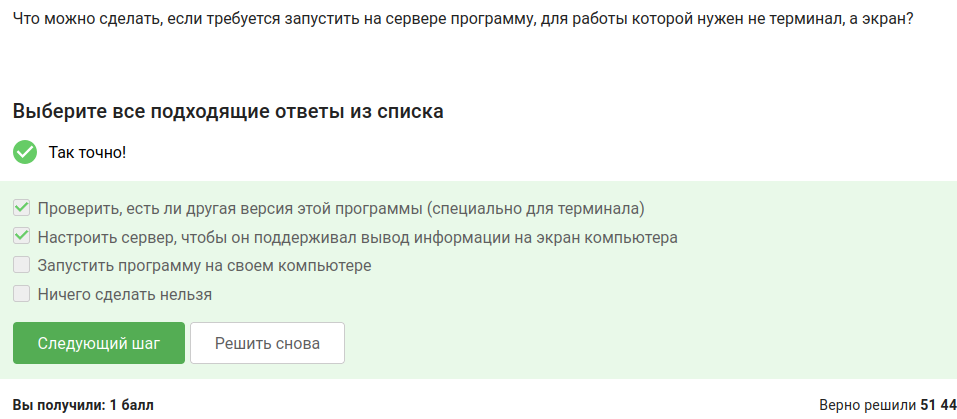 Что можно сделать, если требуется запустить на сервере программу, для работы которой нужен не терминал, а экран?
Выберите все подходящие ответы из списка
Так точно!
Проверить, есть ли другая версия этой программы (специально для терминала)
Настроить сервер, чтобы он поддерживал вывод информации на экран компьютера
Запустить программу на своем компьютере
Ничего сделать нельзя
Следующий шаг Решить снова
Вы получили: 1 балл Верно решили 51 44